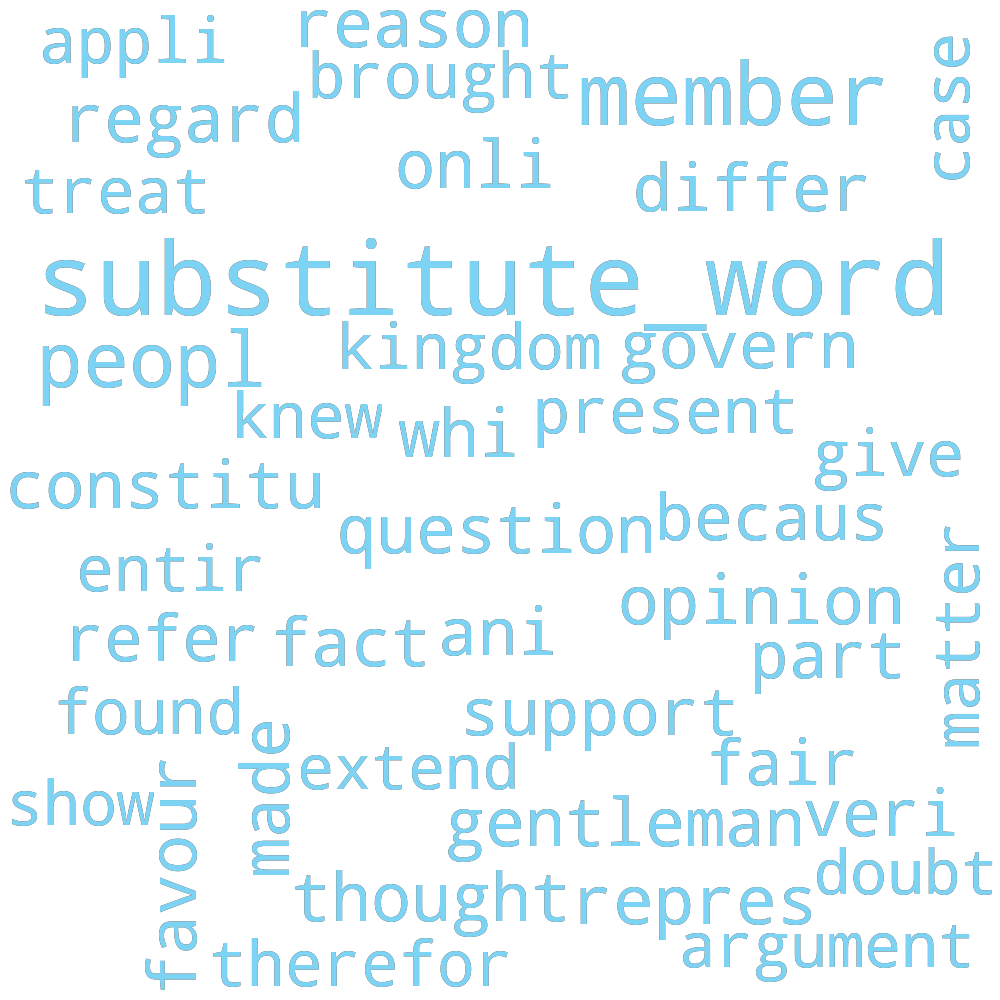 appli
reason
brought
member
case
regard
onli
treat
differ
substitute_word
peopl
kingdom
govern
knew
whi
present
give
constitu
question
becaus
entir
opinion
matter
refer
fact
ani
part
found
support
made
extend
fair
show
favour
gentleman
veri
doubt
thought
repres
argument
therefor